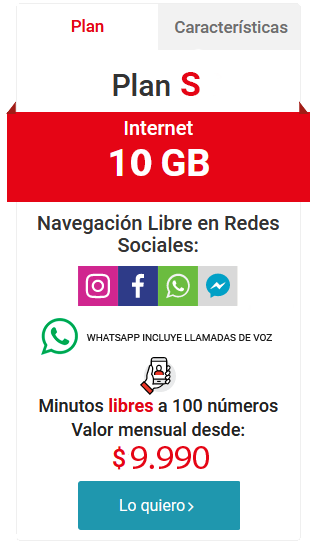 Plan
Características
Plan S
Internet
10 GB
Navegación Libre en Redes
Sociales:
WHATSAPP INCLUYE LLAMADAS DE VOZ
Minutos libres a 100 números
Valor mensual desde:
$9.990
Lo quiero>